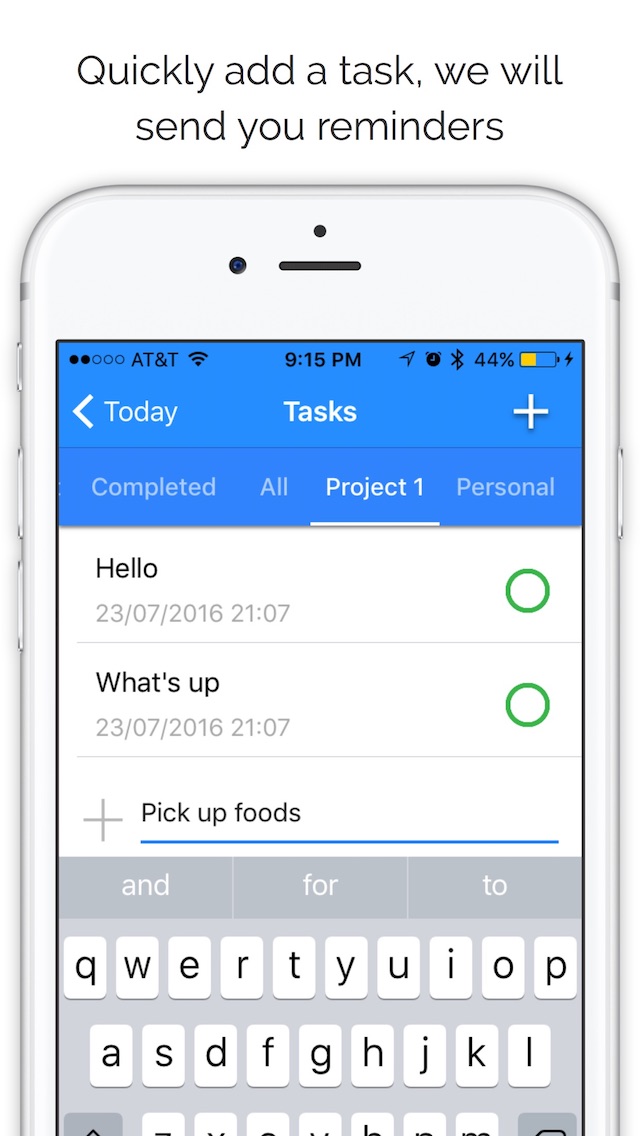 Quickly add a task, we will
send you reminders
AT&T 9:15 PM 44%
Today Tasks
Completed All Project 1 Personal
Hello
23/07/2016 21:07
What's up
23/07/2016 21:07
Pick up foods
and for to
q w e r t y u i o p
a s d f g h j k l
z x c v b n m